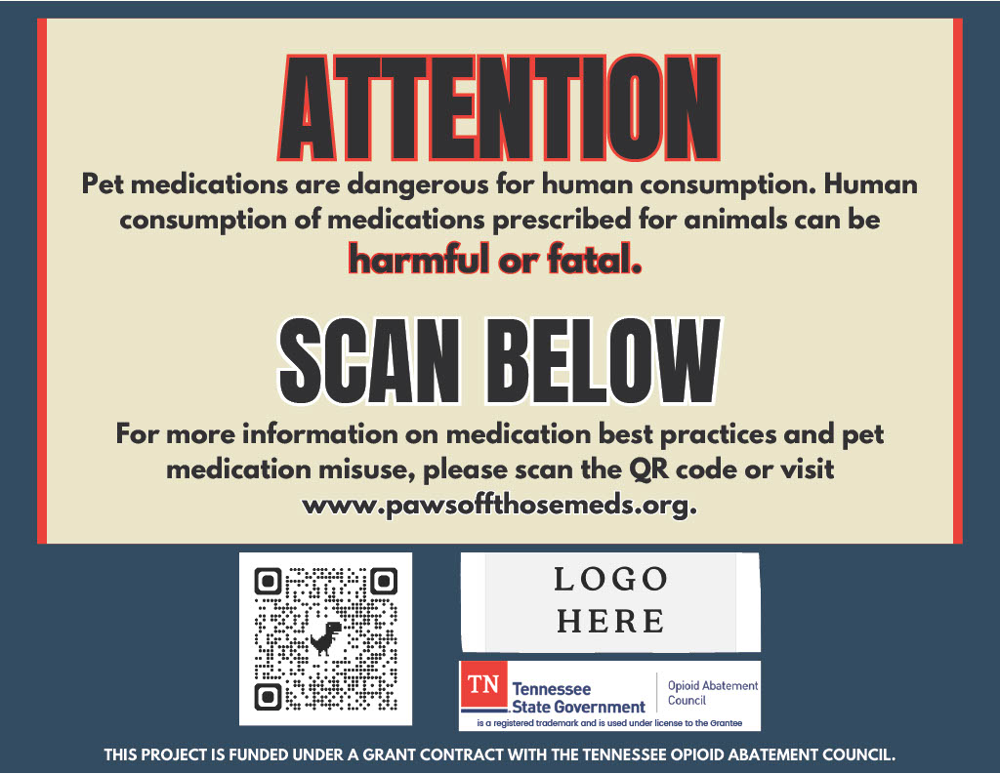 ATTENTION
Pet medications are dangerous for human consumption. Human
consumption of medications prescribed for animals can be
harmful or fatal.
SCAN BELOW
For more information on medication best practices and pet
medication misuse, please scan the QR code or visit
www.pawsoffthosemeds.org.
LOGO
HERE
TN
Tennessee
State Government
Opioid Abatement
Council
is a registered trademark and is used under license to the Grantee
THIS PROJECT IS FUNDED UNDER A GRANT CONTRACT WITH THE TENNESSEE OPIOID ABATEMENT COUNCIL.